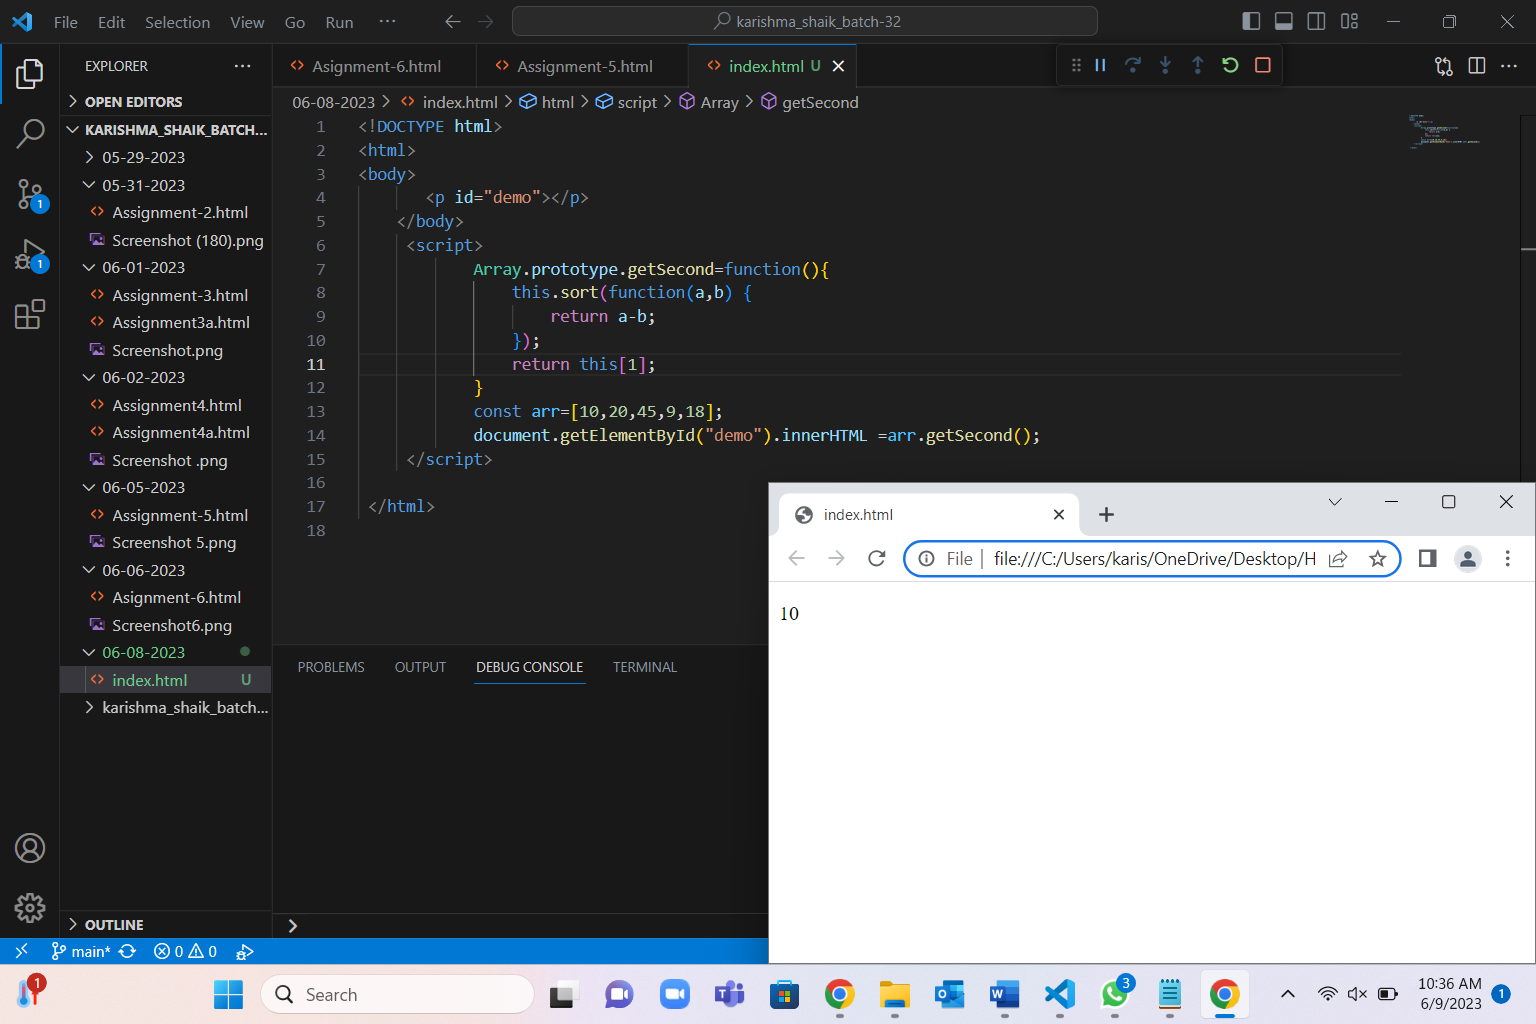 File Edit Selection View Go Run ··· karishma_shaik_batch-32
EXPLORER ···
OPEN EDITORS
KARISHMA_SHAIK_BATCH...
05-29-2023
05-31-2023
Assignment-2.html
Screenshot (180).png
06-01-2023
Assignment-3.html
Assignment3a.html
Screenshot.png
06-02-2023
Assignment4.html
Assignment4a.html
Screenshot .png
06-05-2023
Assignment-5.html
Screenshot 5.png
06-06-2023
Asignment-6.html
Screenshot6.png
06-08-2023
index.html U
karishma_shaik_batch...
OUTLINE
1
1
Asignment-6.html Assignment-5.html index.html U
06-08-2023 > index.html > html > script > Array > getSecond
1 <!DOCTYPE html>
2 <html>
3 <body>
4 <p id="demo"></p>
5 </body>
6 <script>
7 Array.prototype.getSecond=function(){
8 this.sort(function(a,b) {
9 return a-b;
10 });
11 return this[1];
12 }
13 const arr=[10,20,45,9,18];
14 document.getElementById("demo").innerHTML =arr.getSecond();
15 </script>
16
17 </html>
18
PROBLEMS OUTPUT DEBUG CONSOLE TERMINAL
index.html
File | file:///C:/Users/karis/OneDrive/Desktop/H
10
main* 0 0
1 Search 3 10:36 AM
6/9/2023 1